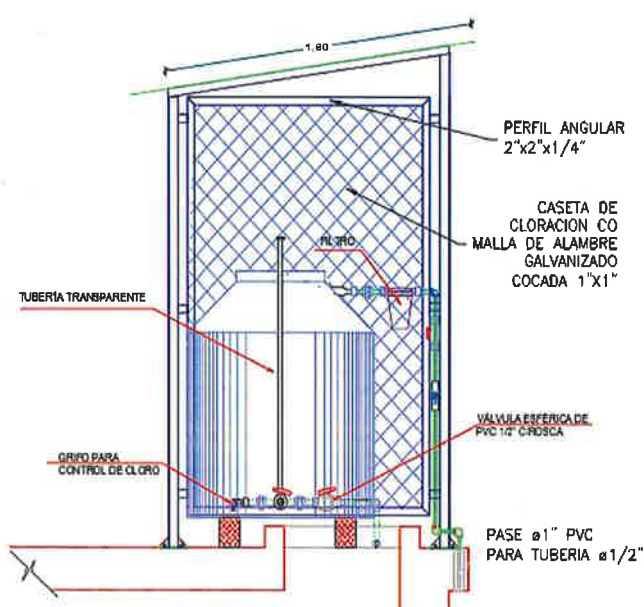 1.80
PERFIL ANGULAR
2"x2"x1/4"
CASETA DE
CLORACION CO
MALLA DE ALAMBRE
GALVANIZADO
COCADA 1"X1"
FILTRO
TUBERÍA TRANSPARENTE
VÁLVULA ESFÉRICA DE
PVC 1/2" C/ROSCA
GRIFO PARA
CONTROL DE CLORO
PASE ø1" PVC
PARA TUBERIA ø1/2"